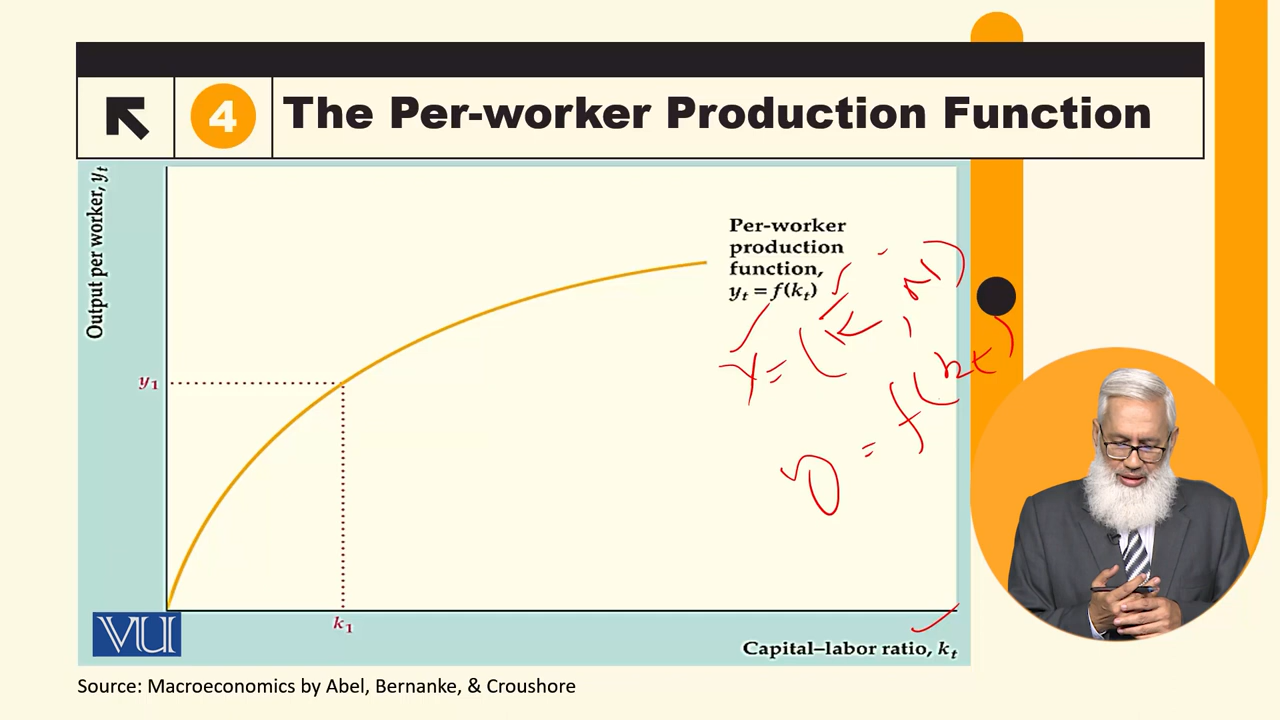 4 The Per-worker Production Function
Output per worker, yt
Per-worker
production
function,
yt = f(kt)
Y = (K, N)
y = f(kt)
y1
k1
VU
Capital–labor ratio, kt
Source: Macroeconomics by Abel, Bernanke, & Croushore